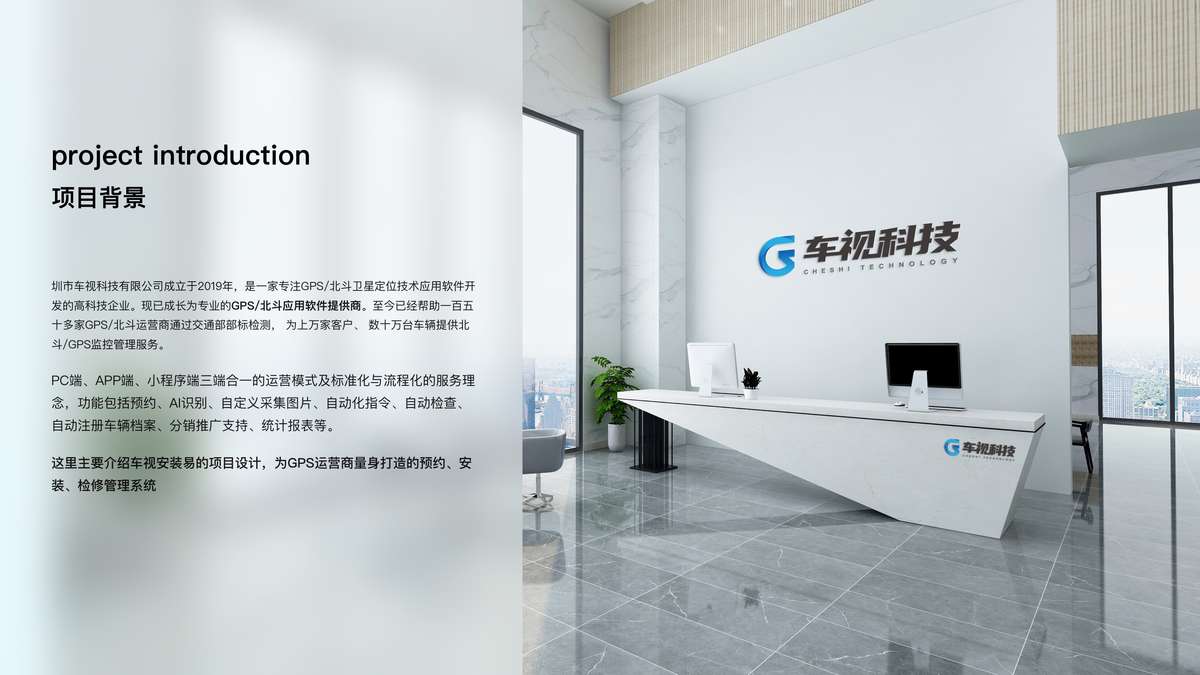 project introduction
项目背景
圳市车视科技有限公司成立于2019年，是一家专注GPS/北斗卫星定位技术应用软件开
发的高科技企业。现已成长为专业的GPS/北斗应用软件提供商。至今已经帮助一百五
十多家GPS/北斗运营商通过交通部部标检测， 为上万家客户、 数十万台车辆提供北
斗/GPS监控管理服务。
PC端、APP端、小程序端三端合一的运营模式及标准化与流程化的服务理
念，功能包括预约、AI识别、自定义采集图片、自动化指令、自动检查、
自动注册车辆档案、分销推广支持、统计报表等。
这里主要介绍车视安装易的项目设计，为GPS运营商量身打造的预约、安
装、检修管理系统
车视科技
CHESHI TECHNOLOGY
车视科技
CHESHI TECHNOLOGY